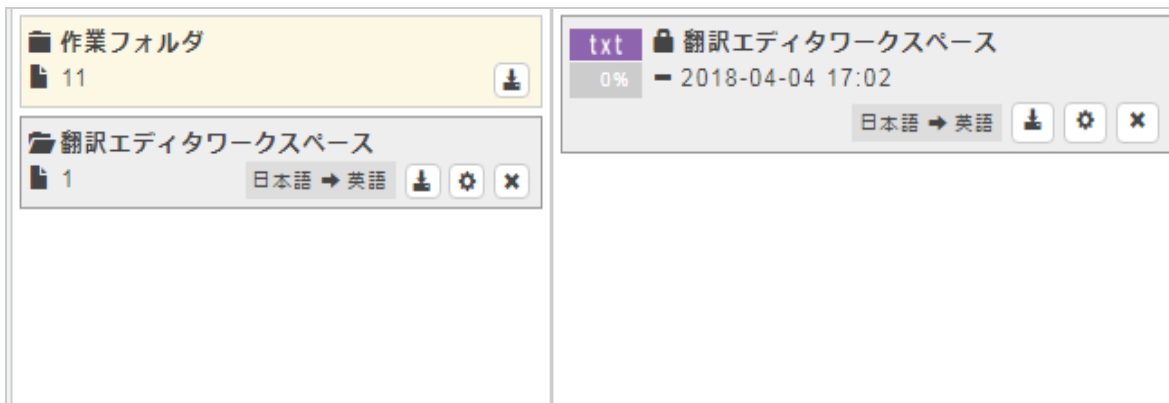 作業フォルダ
11
翻訳エディタワークスペース
1 日本語 ➡ 英語
txt 翻訳エディタワークスペース
0% 2018-04-04 17:02
日本語 ➡ 英語